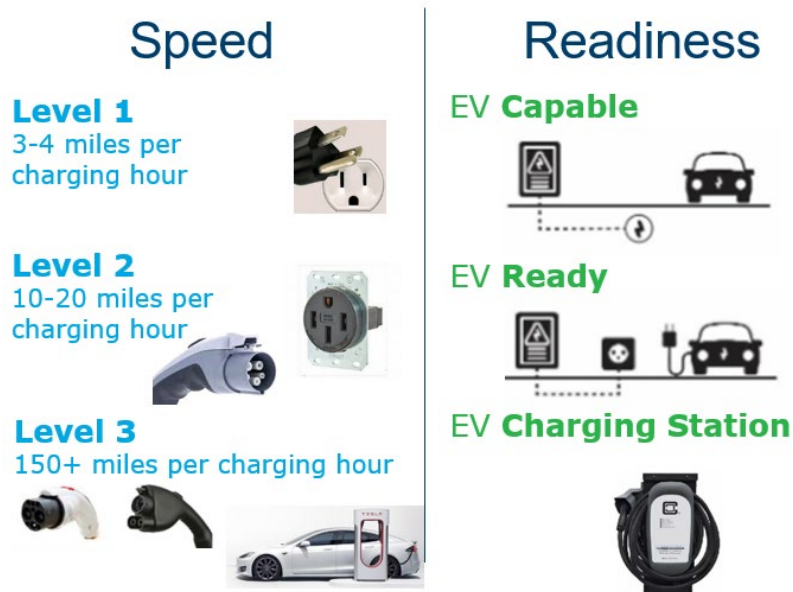 Speed
Level 1
3-4 miles per
charging hour
Level 2
10-20 miles per
charging hour
Level 3
150+ miles per charging hour
TESLA
Readiness
EV Capable
EV Ready
EV Charging Station